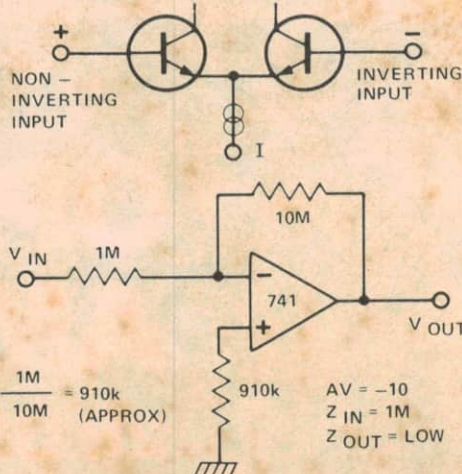 +
−
NON –
INVERTING
INPUT
INVERTING
INPUT
I
10M
V IN
1M
−
741
+
V OUT
1M
10M
= 910k
(APPROX)
910k
AV = −10
Z IN = 1M
Z OUT = LOW